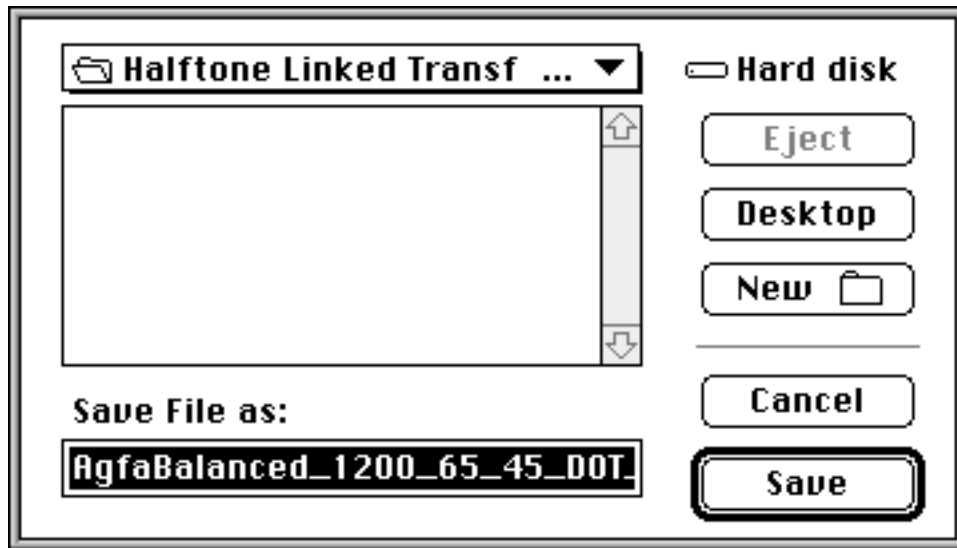 Halftone Linked Transf ...
Hard disk
Eject
Desktop
New
Save File as:
Cancel
AgfaBalanced_1200_65_45_DOT_
Save